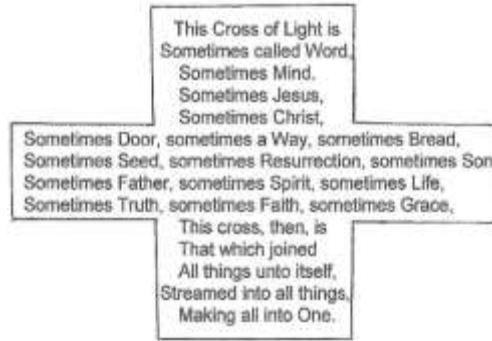 This Cross of Light is
Sometimes called Word,
Sometimes Mind.
Sometimes Jesus,
Sometimes Christ,
Sometimes Door, sometimes a Way, sometimes Bread,
Sometimes Seed, sometimes Resurrection, sometimes Son
Sometimes Father, sometimes Spirit, sometimes Life,
Sometimes Truth, sometimes Faith, sometimes Grace,
This cross, then, is
That which joined
All things unto itself,
Streamed into all things,
Making all into One.